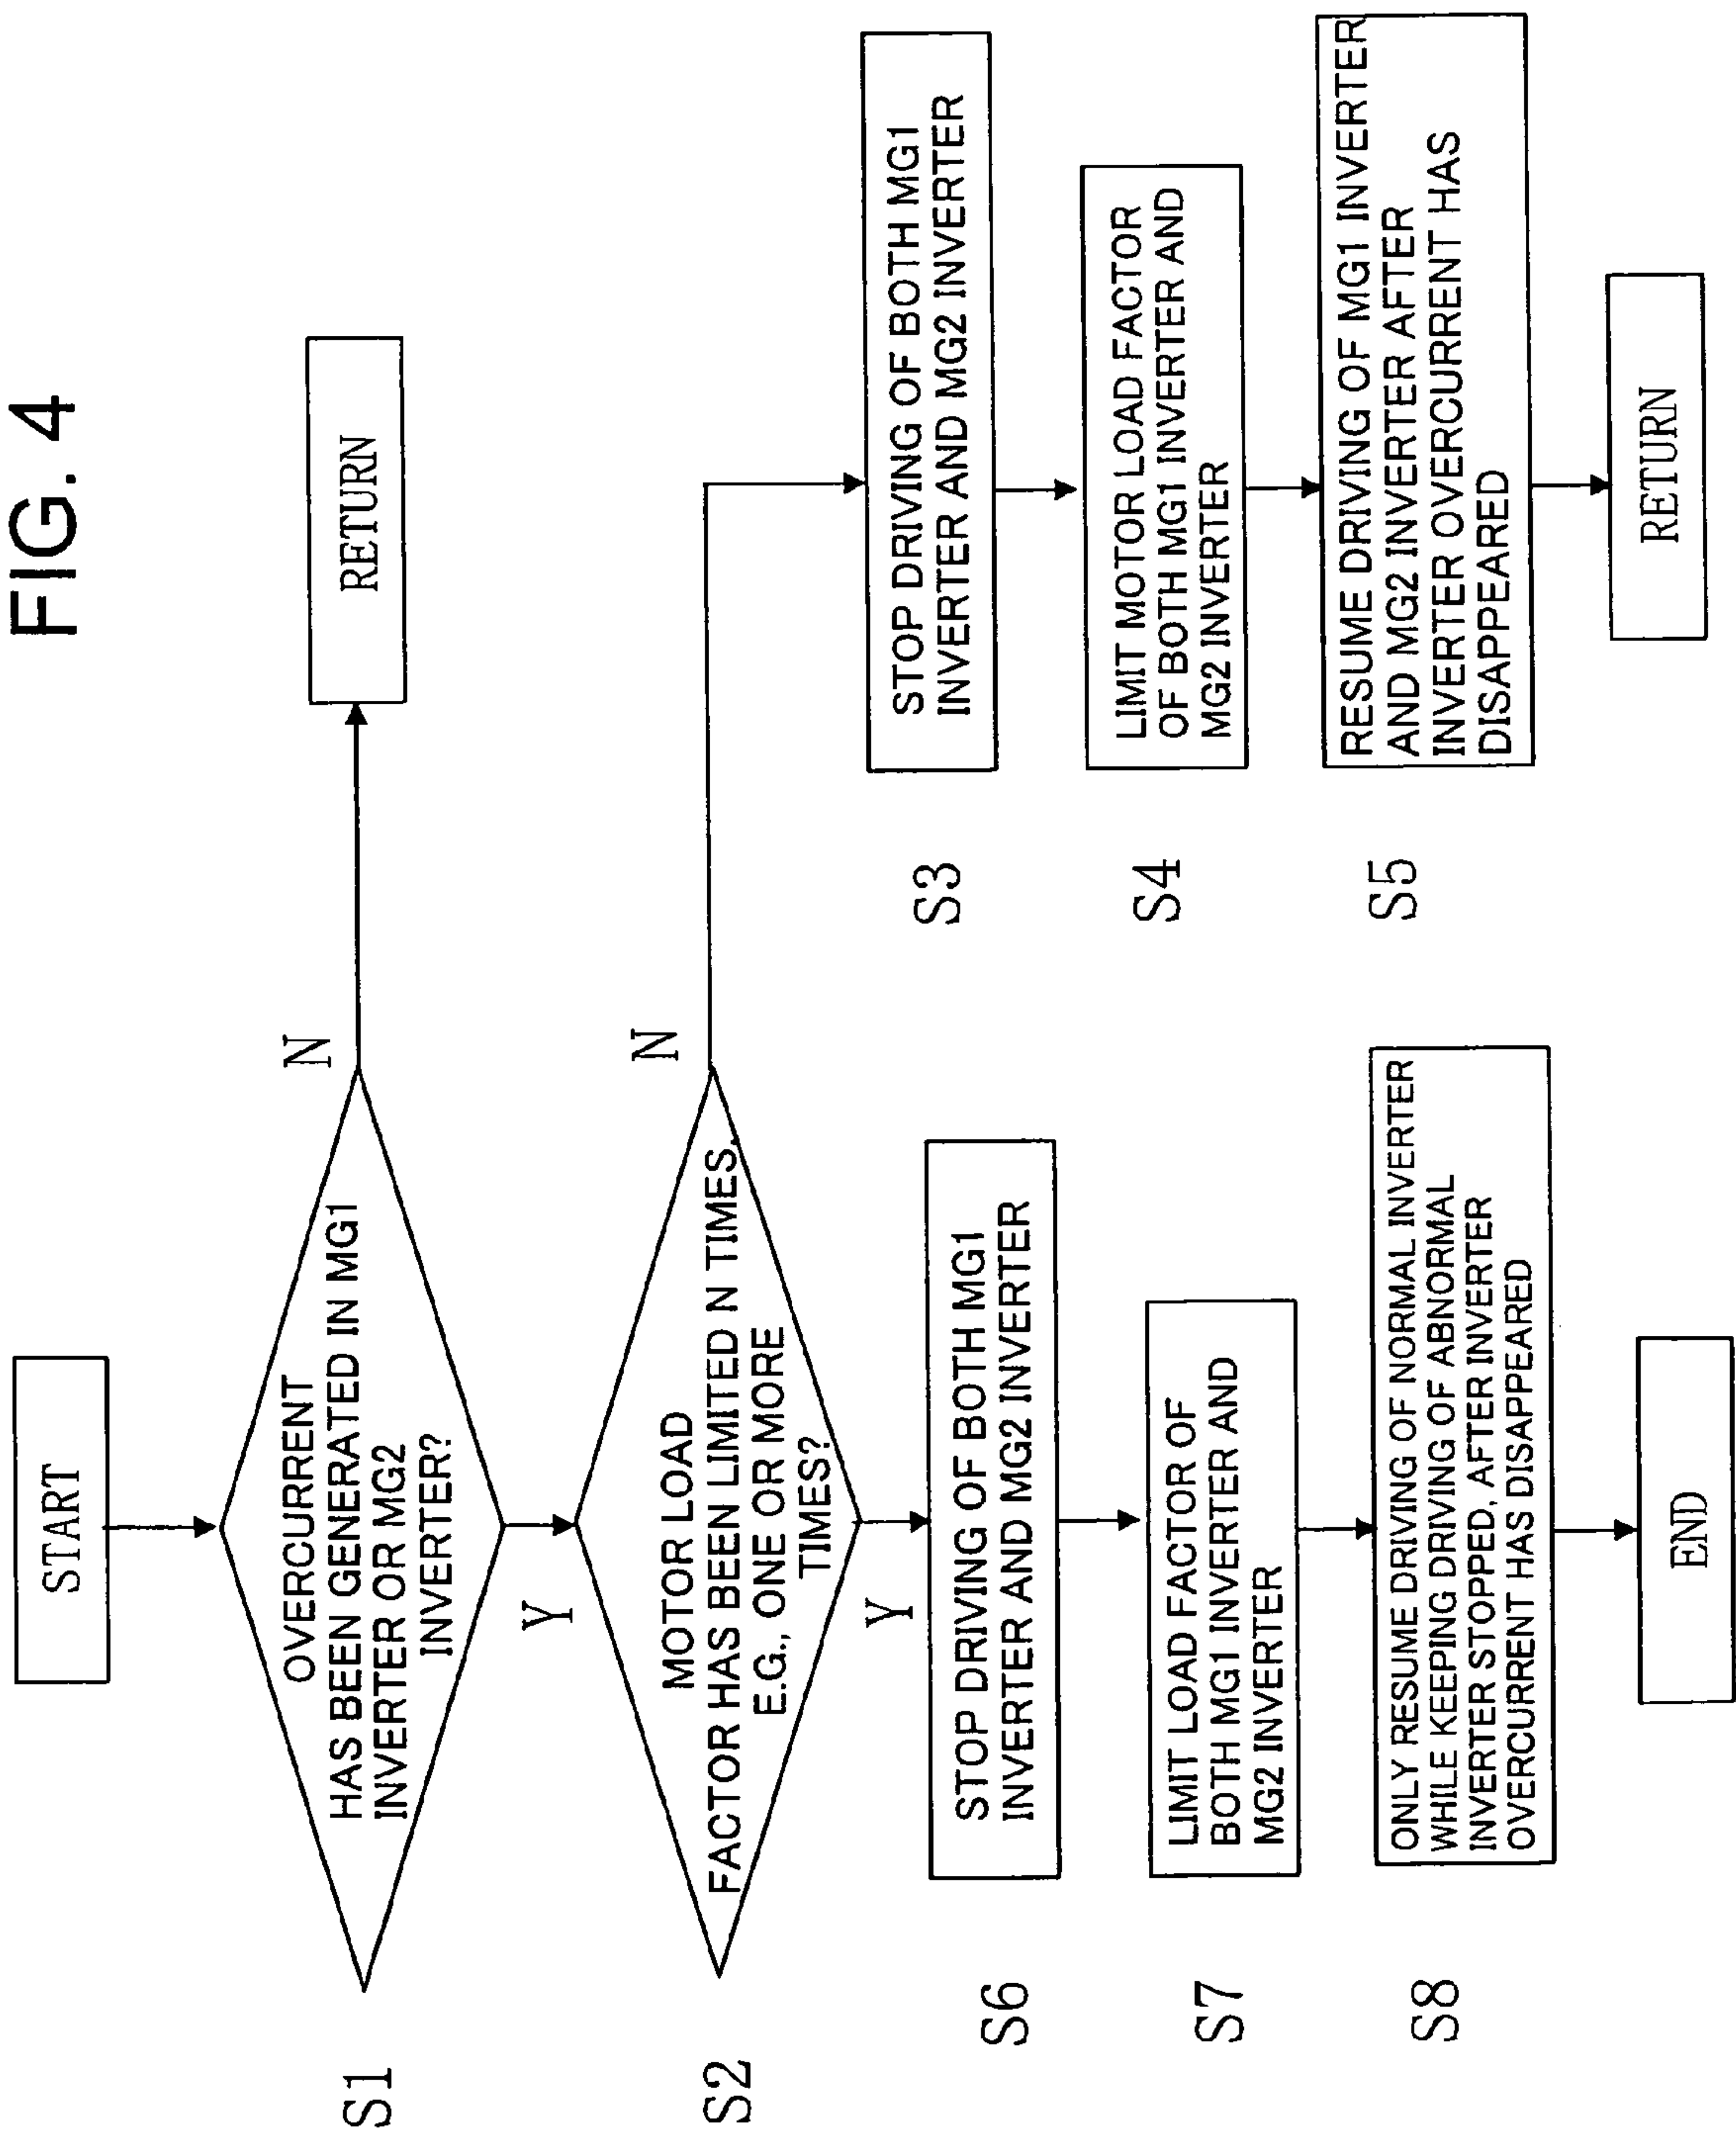 FIG. 4
START
S1
OVERCURRENT
HAS BEEN GENERATED IN MG1
INVERTER OR MG2
INVERTER?
N
RETURN
Y
S2
MOTOR LOAD
FACTOR HAS BEEN LIMITED N TIMES,
E.G., ONE OR MORE
TIMES?
N
Y
S6
STOP DRIVING OF BOTH MG1
INVERTER AND MG2 INVERTER
S7
LIMIT LOAD FACTOR OF
BOTH MG1 INVERTER AND
MG2 INVERTER
S8
ONLY RESUME DRIVING OF NORMAL INVERTER
WHILE KEEPING DRIVING OF ABNORMAL
INVERTER STOPPED, AFTER INVERTER
OVERCURRENT HAS DISAPPEARED
END
S3
STOP DRIVING OF BOTH MG1
INVERTER AND MG2 INVERTER
S4
LIMIT MOTOR LOAD FACTOR
OF BOTH MG1 INVERTER AND
MG2 INVERTER
S5
RESUME DRIVING OF MG1 INVERTER
AND MG2 INVERTER AFTER
INVERTER OVERCURRENT HAS
DISAPPEARED
RETURN